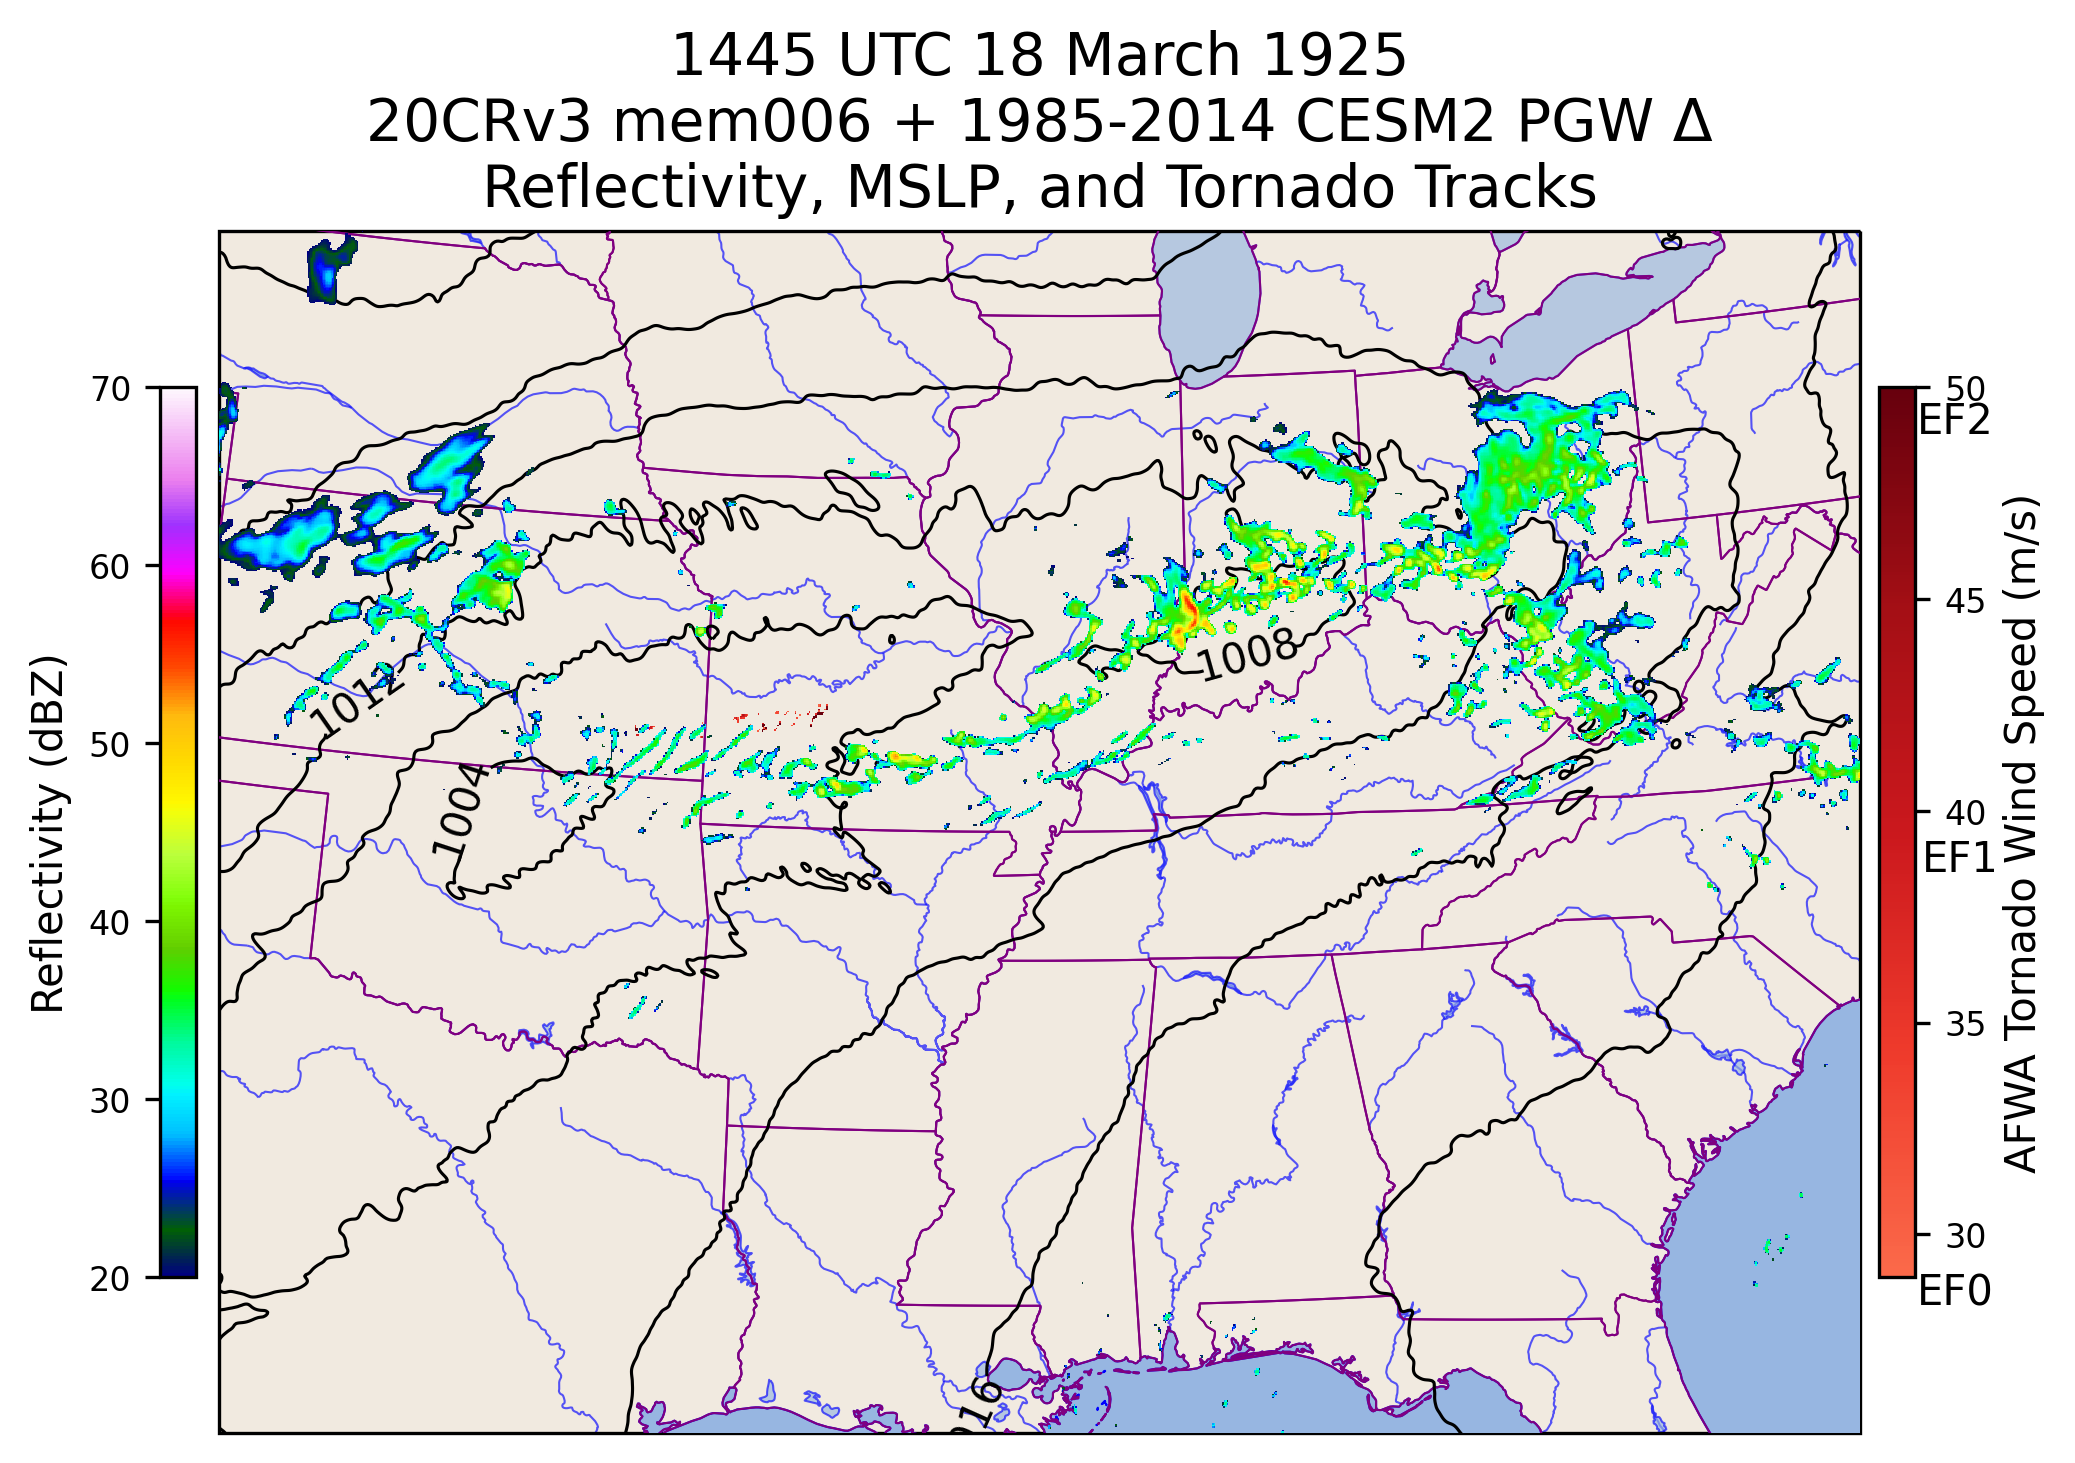 1445 UTC 18 March 1925
20CRv3 mem006 + 1985-2014 CESM2 PGW Δ
Reflectivity, MSLP, and Tornado Tracks
Reflectivity (dBZ)
70
60
50
40
30
20
1012
1004
1008
50
EF2
45
40
EF1
35
30
EF0
AFWA Tornado Wind Speed (m/s)